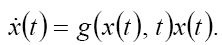 ẋ(t) = g(x(t), t)x(t).